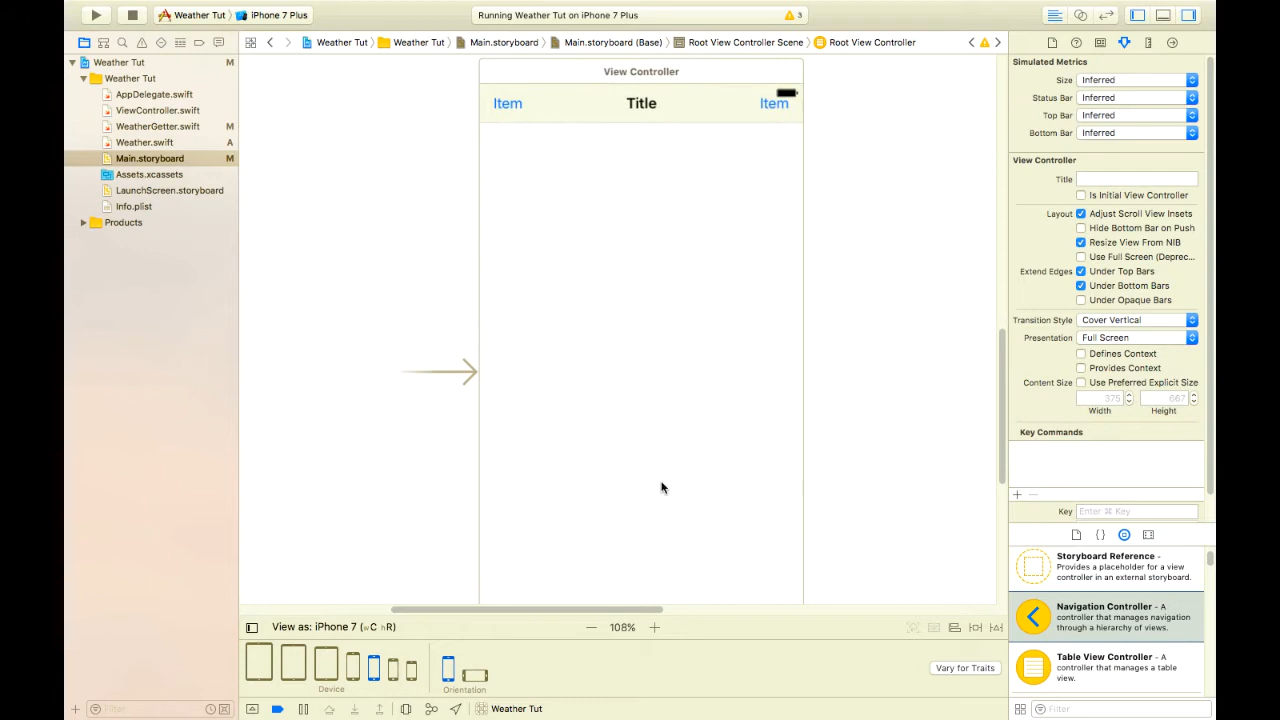 Weather Tut
iPhone 7 Plus
Running Weather Tut on iPhone 7 Plus
3
Weather Tut
Weather Tut
Main.storyboard
Main.storyboard (Base)
Root View Controller Scene
Root View Controller
Weather Tut M
Weather Tut
AppDelegate.swift
ViewController.swift
WeatherGetter.swift M
Weather.swift A
Main.storyboard M
Assets.xcassets
LaunchScreen.storyboard
Info.plist
Products
View Controller
Item
Title
Item
Simulated Metrics
Size Inferred
Status Bar Inferred
Top Bar Inferred
Bottom Bar Inferred
View Controller
Title
Is Initial View Controller
Layout Adjust Scroll View Insets
Hide Bottom Bar on Push
Resize View From NIB
Use Full Screen (Deprec...
Extend Edges Under Top Bars
Under Bottom Bars
Under Opaque Bars
Transition Style Cover Vertical
Presentation Full Screen
Defines Context
Provides Context
Content Size Use Preferred Explicit Size
375 667
Width Height
Key Commands
Key Enter ⌘ Key
Storyboard Reference -
Provides a placeholder for a view
controller in an external storyboard.
Navigation Controller - A
controller that manages navigation
through a hierarchy of views.
Table View Controller - A
controller that manages a table
view.
View as: iPhone 7 (wC hR)
108%
Device
Orientation
Vary for Traits
Filter
Weather Tut
Filter